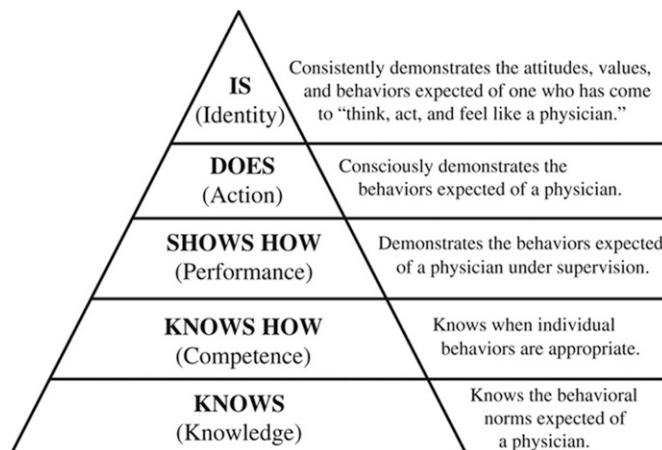 IS
(Identity)
Consistently demonstrates the attitudes, values,
and behaviors expected of one who has come
to “think, act, and feel like a physician.”
DOES
(Action)
Consciously demonstrates the
behaviors expected of a physician.
SHOWS HOW
(Performance)
Demonstrates the behaviors expected
of a physician under supervision.
KNOWS HOW
(Competence)
Knows when individual
behaviors are appropriate.
KNOWS
(Knowledge)
Knows the behavioral
norms expected of
a physician.